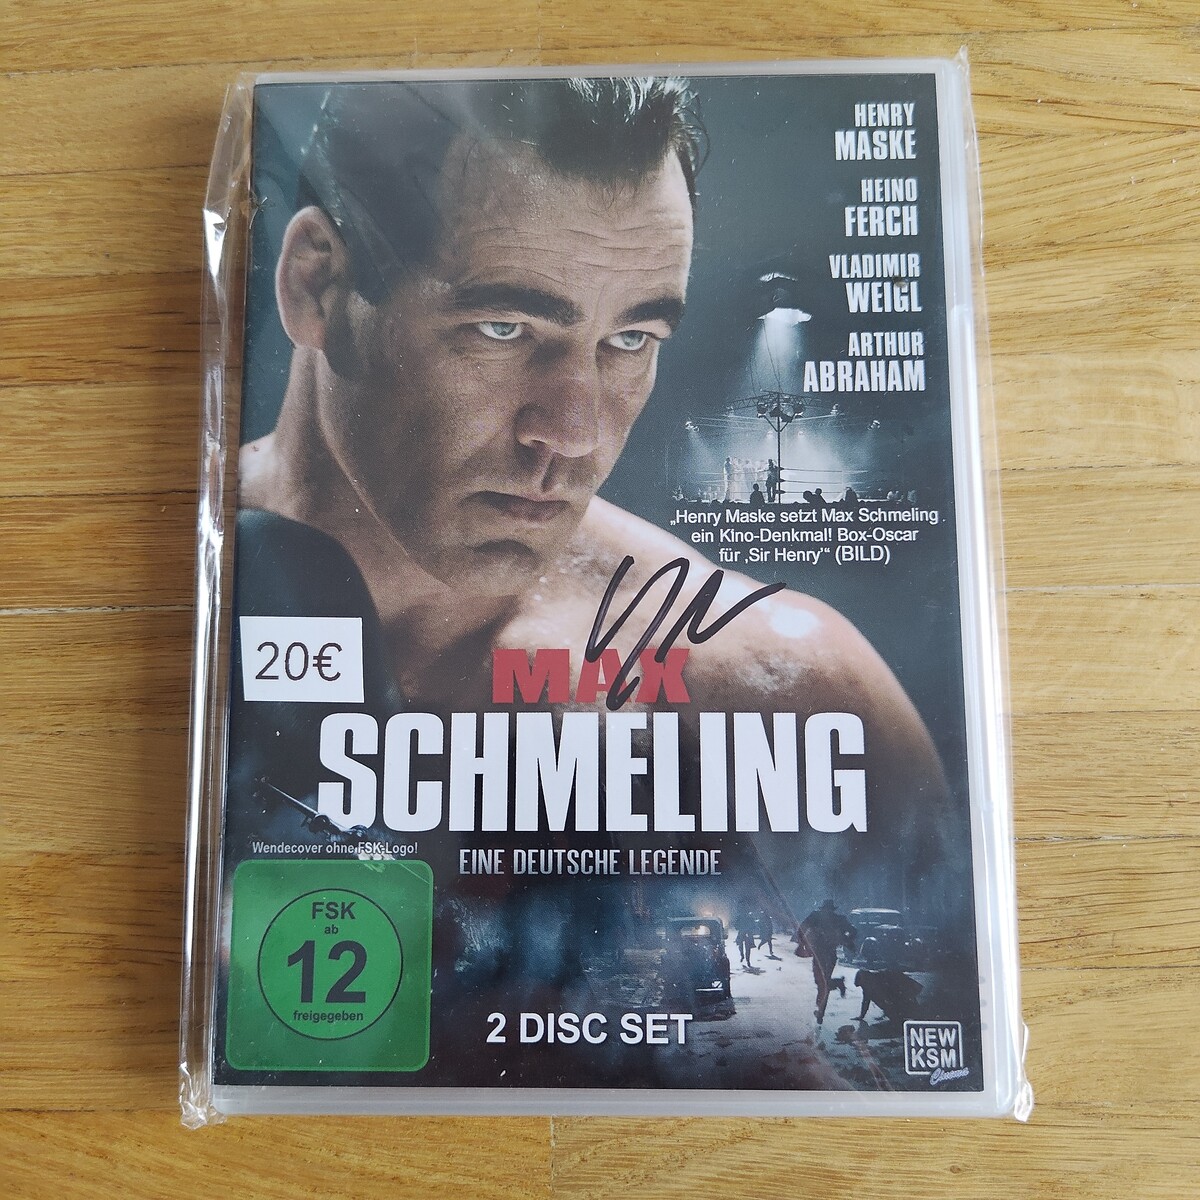 HENRY
MASKE
HEINO
FERCH
VLADIMIR
WEIGL
ARTHUR
ABRAHAM
„Henry Maske setzt Max Schmeling
ein KIno-Denkmal! Box-Oscar
für ‚Sir Henry'“ (BILD)
20€
MAX
SCHMELING
EINE DEUTSCHE LEGENDE
Wendecover ohne FSK-Logo!
FSK
ab
12
freigegeben
2 DISC SET
NEW
KSM
Cinema